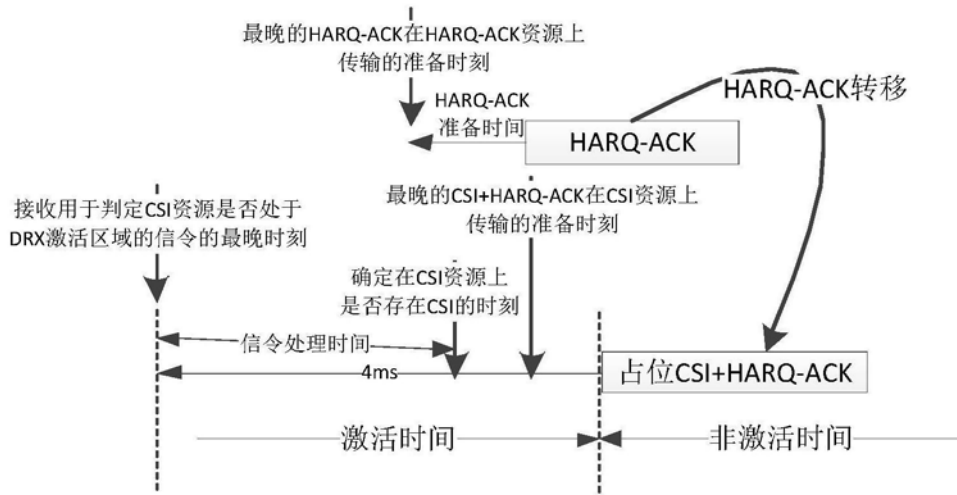 最晚的HARQ-ACK在HARQ-ACK资源上
传输的准备时刻
HARQ-ACK
准备时间
HARQ-ACK
HARQ-ACK转移
接收用于判定CSI资源是否处于
DRX激活区域的信令的最晚时刻
最晚的CSI+HARQ-ACK在CSI资源上
传输的准备时刻
确定在CSI资源上
是否存在CSI的时刻
信令处理时间
4ms
占位CSI+HARQ-ACK
激活时间
非激活时间